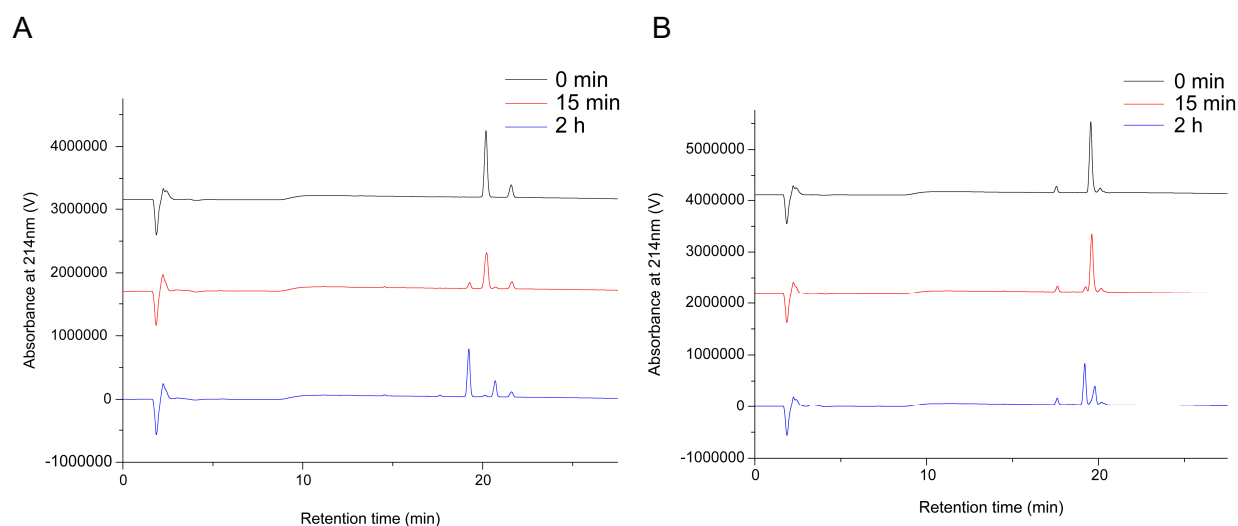 A
0 min
15 min
2 h
4000000
3000000
2000000
1000000
0
-1000000
Absorbance at 214nm (V)
0
10
20
Retention time (min)
B
0 min
15 min
2 h
5000000
4000000
3000000
2000000
1000000
0
-1000000
Absorbance at 214nm (V)
0
10
20
Retention time (min)